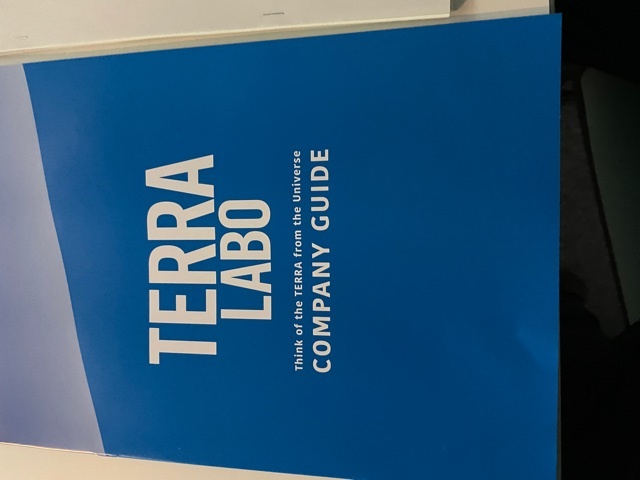 TERRA
LABO
Think of the TERRA from the Universe
COMPANY GUIDE